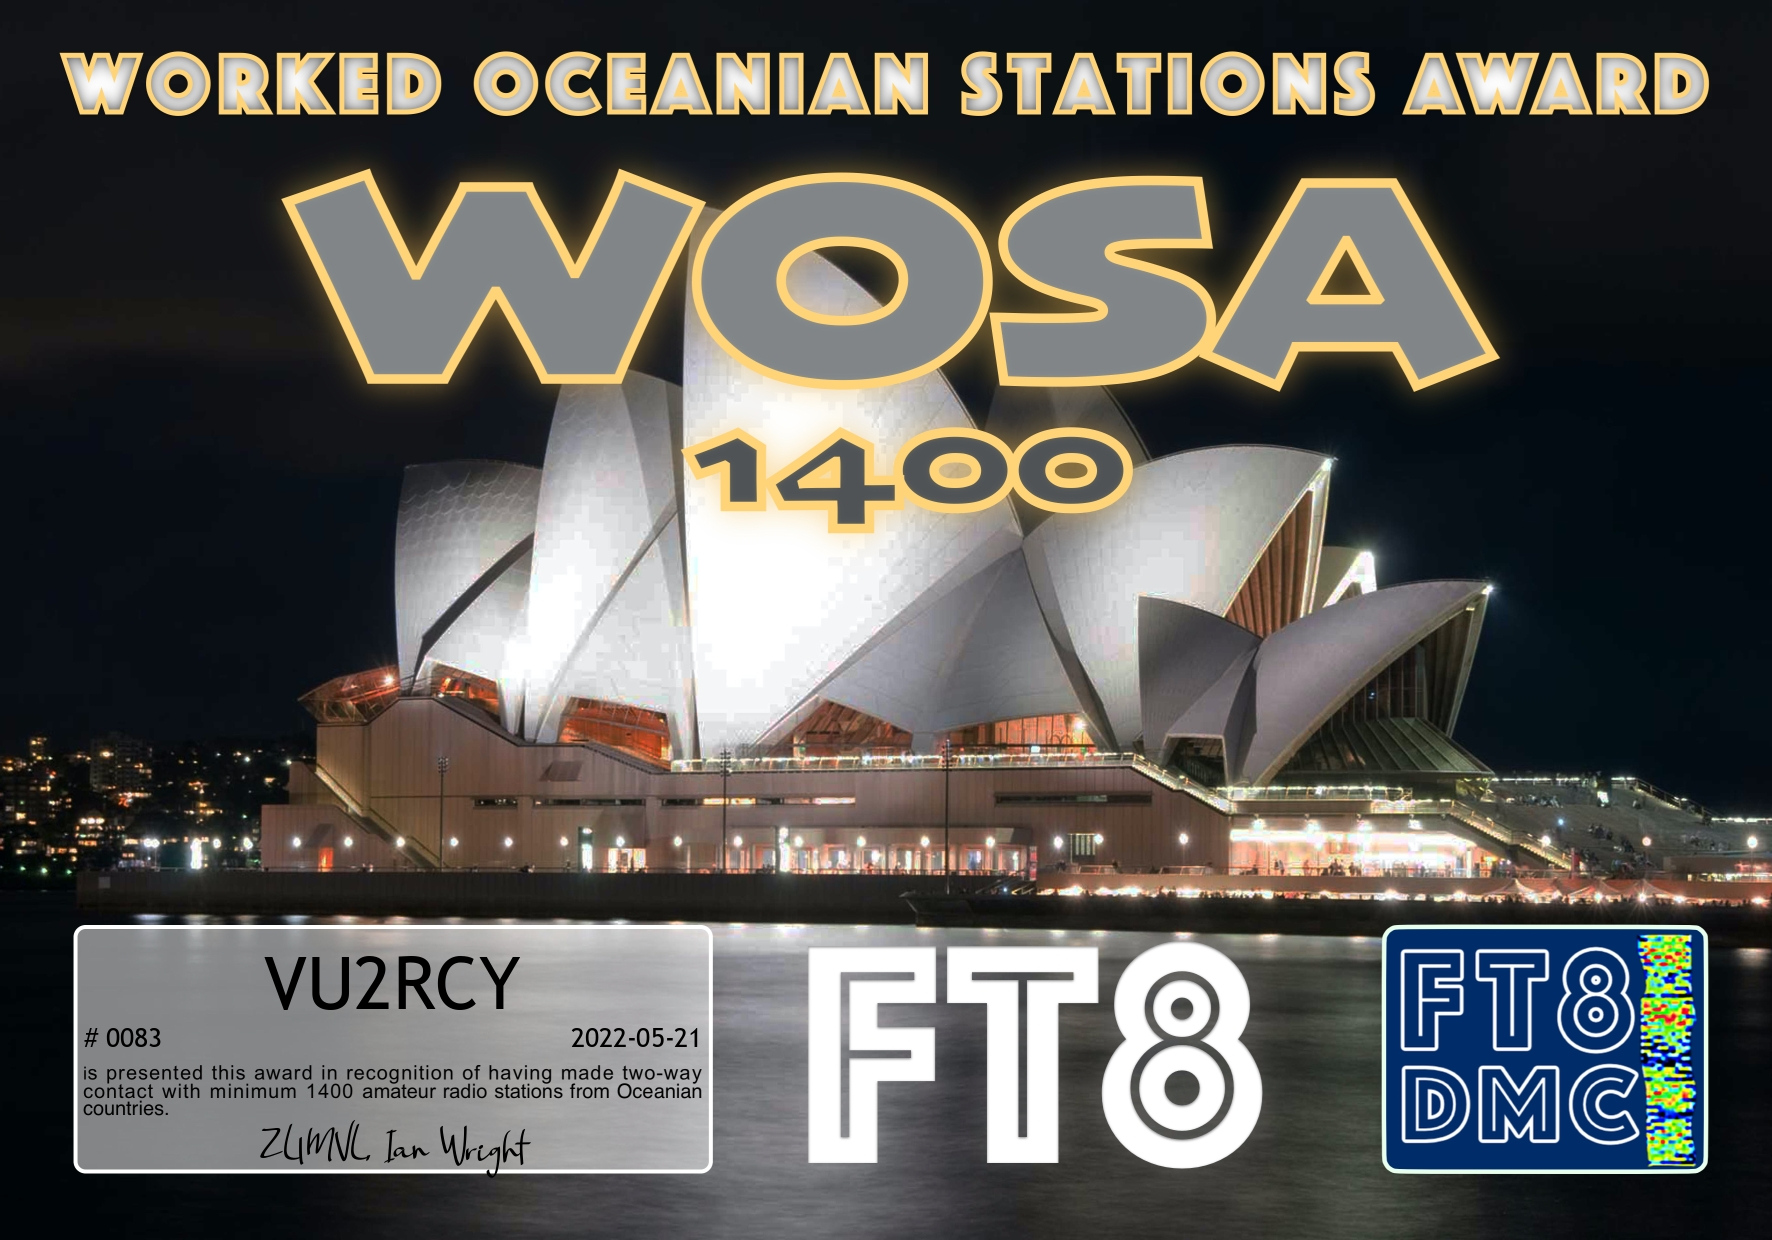 WORKED OCEANIAN STATIONS AWARD
WOSA
1400
VU2RCY
# 0083 2022-05-21
is presented this award in recognition of having made two-way
contact with minimum 1400 amateur radio stations from Oceanian
countries.
ZL4MVL, Ian Wright
FT8
FT8
DMC